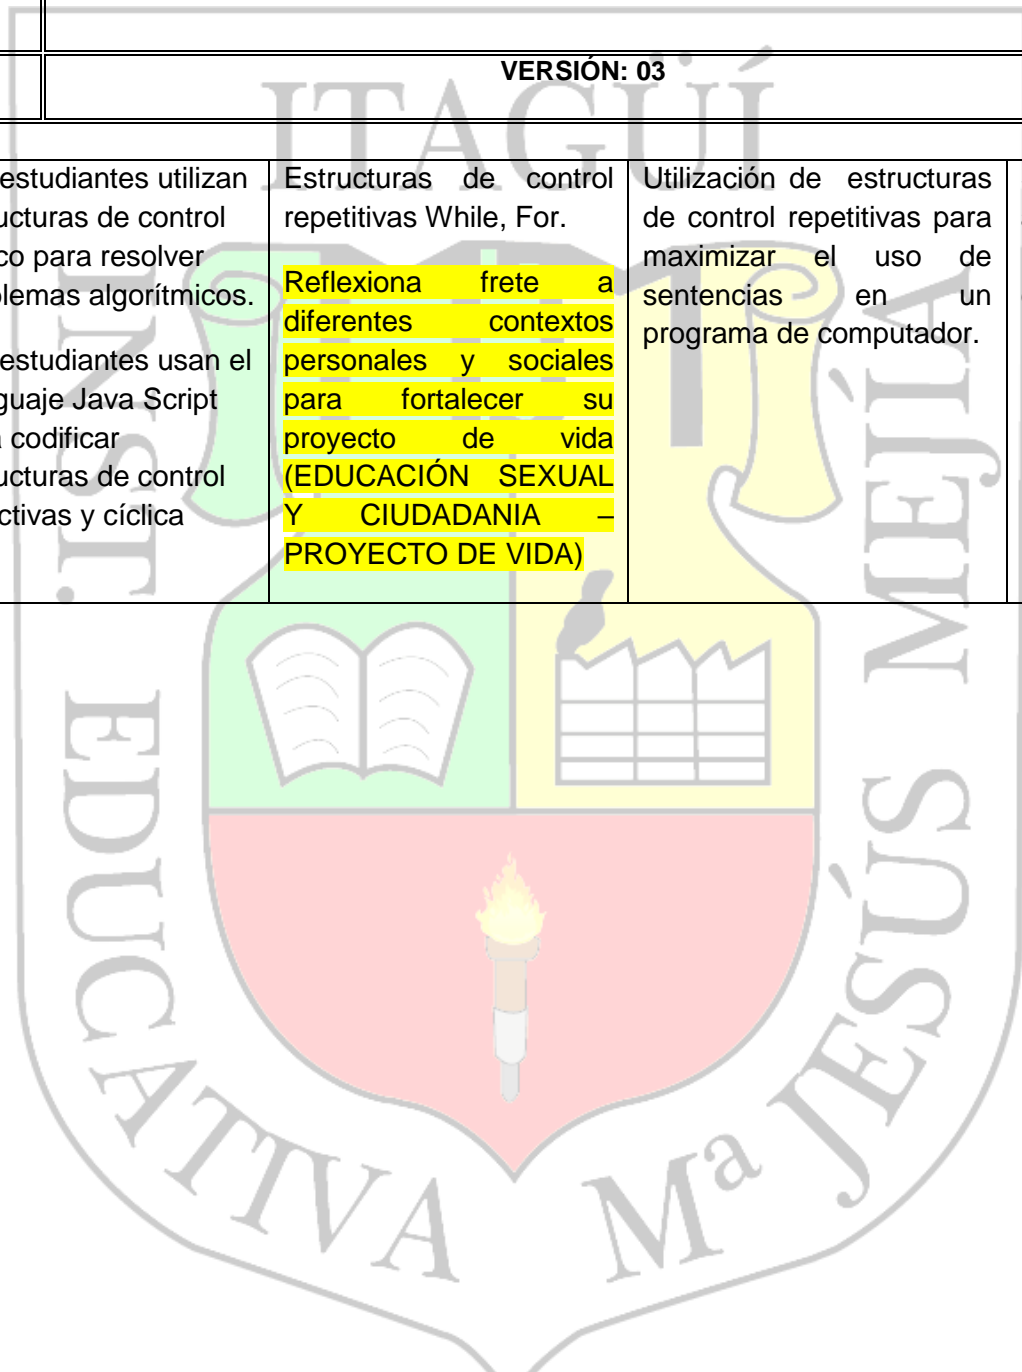 VERSIÓN: 03
estudiantes utilizan
ucturas de control
co para resolver
blemas algorítmicos.
estudiantes usan el
guaje Java Script
codificar
ucturas de control
ctivas y cíclica
Estructuras de control
repetitivas While, For.
Reflexiona frete a
diferentes contextos
personales y sociales
para fortalecer su
proyecto de vida
(EDUCACIÓN SEXUAL
Y CIUDADANIA –
PROYECTO DE VIDA)
Utilización de estructuras
de control repetitivas para
maximizar el uso de
sentencias en un
programa de computador.
ITAGÜÍ
INST. EDUCATIVA Mª JESÚS MEJÍA